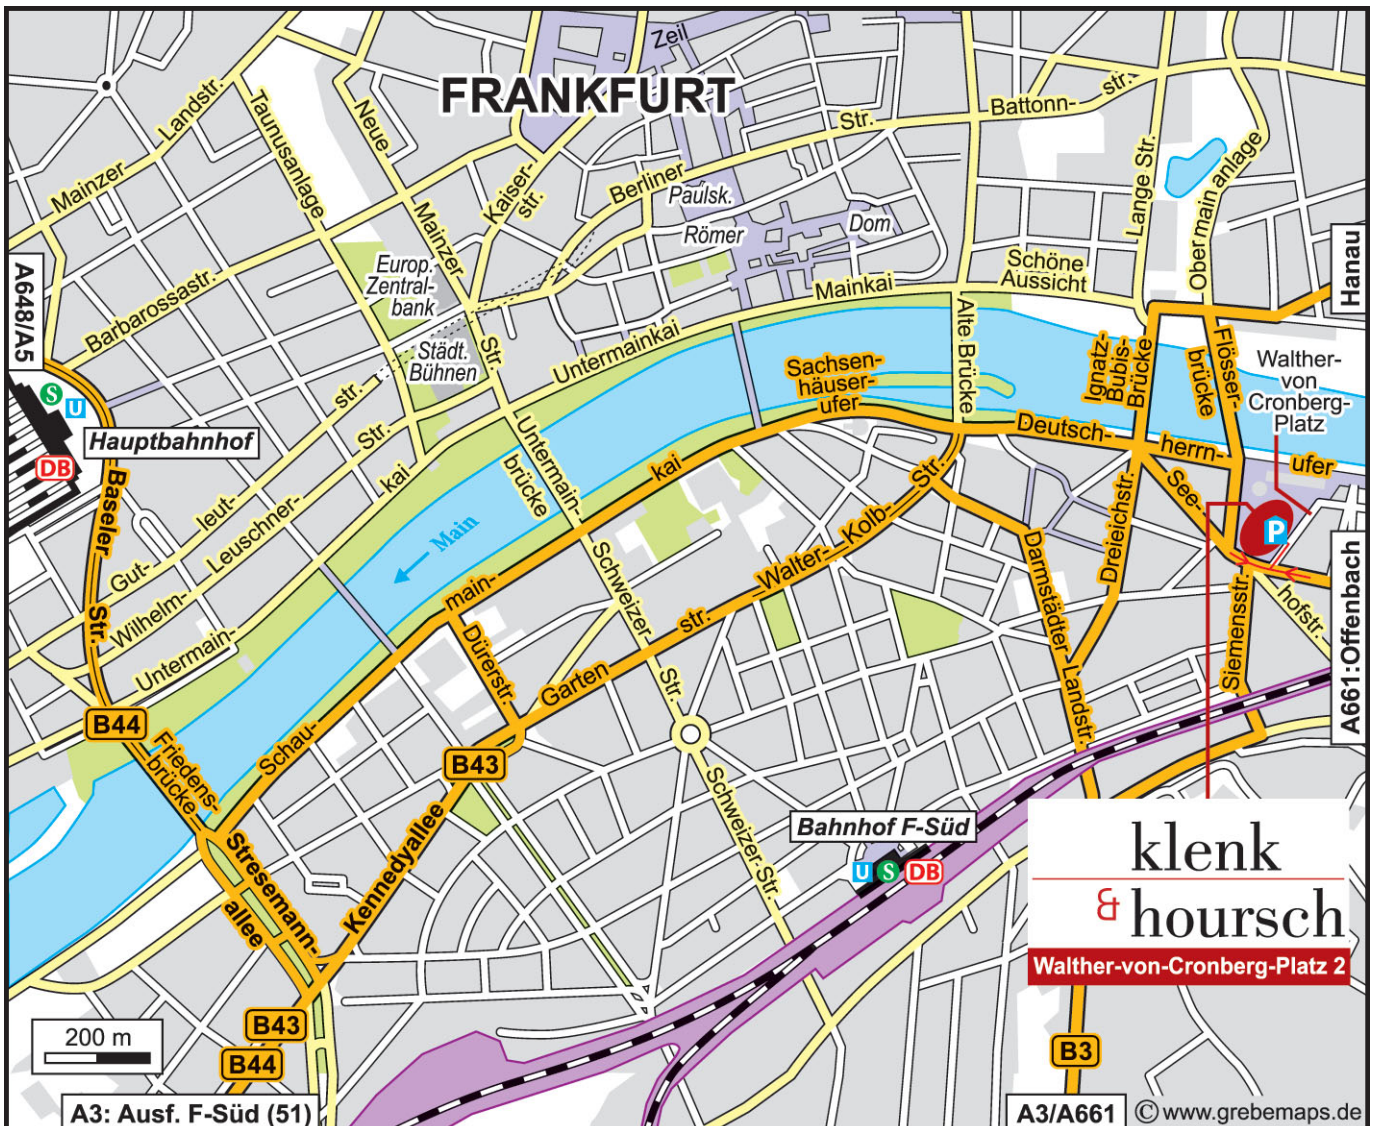 Zeil
FRANKFURT
Mainzer
Landstr.
Taunusanlage
Neue
Mainzer
Str.
Kaiser-
str.
Berliner
Str.
Battonn-
str.
Lange Str.
Obermainanlage
Paulsk.
Römer
Dom
Schöne
Aussicht
Hanau
A648/A5
Barbarossastr.
Europ.
Zentral-
bank
Städt.
Bühnen
Mainkai
Untermainkai
Alte Brücke
Ignatz-
Bubis-
Brücke
Flösser-
brücke
Walther-
von
Cronberg-
Platz
Sachsen-
häuser-
ufer
Deutsch-
herrn-
ufer
S
U
DB
Hauptbahnhof
Baseler
Str.
Gut-
leut-
str.
Wilhelm-
Leuschner-
Str.
Untermain-
kai
Untermain-
brücke
Main
Schau-
main-
kai
Schweizer
Str.
Schweizer Str.
Walter-
Kolb-
Str.
Garten
str.
Dürerstr.
Darmstädter
Landstr.
Dreieichstr.
See-
hofstr.
P
Siemensstr.
A661:Offenbach
B44
Friedens-
brücke
B43
Kennedyallee
Stresemann-
allee
Bahnhof F-Süd
U
S
DB
klenk
& hoursch
Walther-von-Cronberg-Platz 2
200 m
B43
B44
B3
A3: Ausf. F-Süd (51)
A3/A661
© www.grebemaps.de